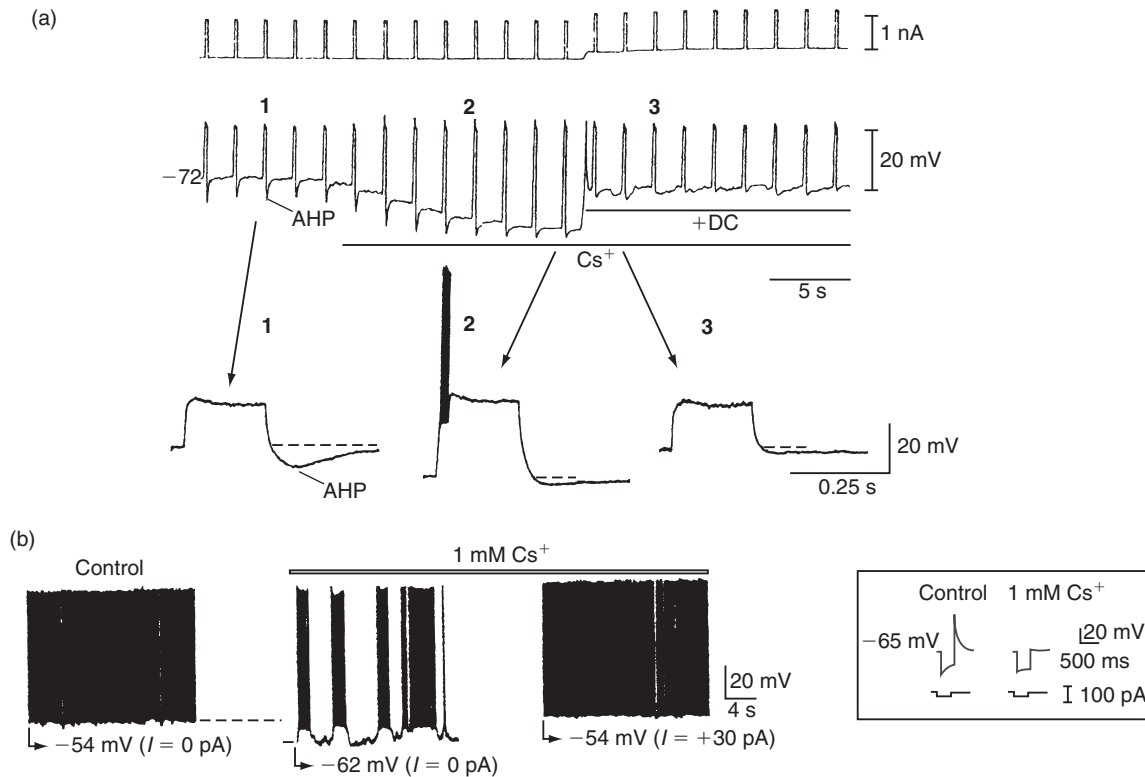 (a)
1 nA
1 2 3
−72
20 mV
AHP
+DC
Cs⁺
5 s
1 2 3
20 mV
AHP
0.25 s
(b)
1 mM Cs⁺
Control
Control 1 mM Cs⁺
−65 mV
20 mV
500 ms
100 pA
20 mV
4 s
−54 mV (I = 0 pA)
−62 mV (I = 0 pA)
−54 mV (I = +30 pA)